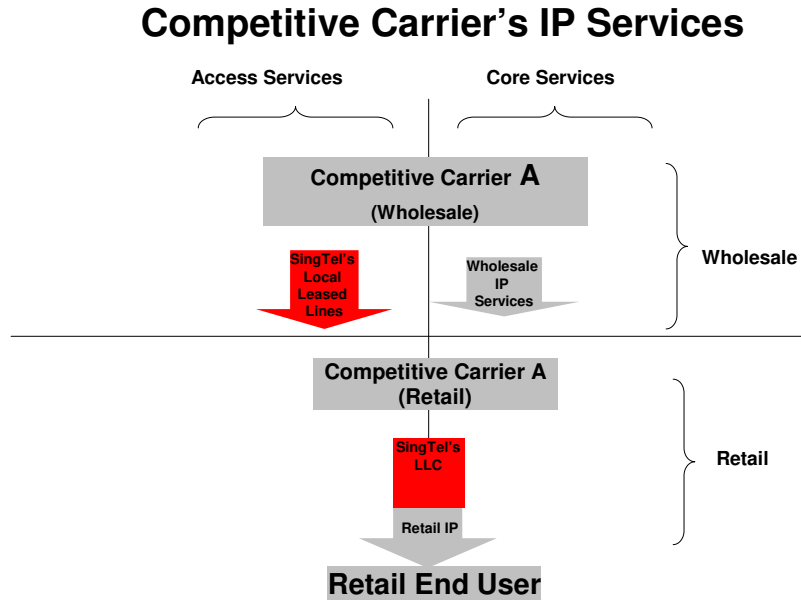 Competitive Carrier's IP Services
Access Services
Core Services
Competitive Carrier A
(Wholesale)
SingTel's
Local
Leased
Lines
Wholesale
IP
Services
Wholesale
Competitive Carrier A
(Retail)
SingTel's
LLC
Retail
Retail IP
Retail End User